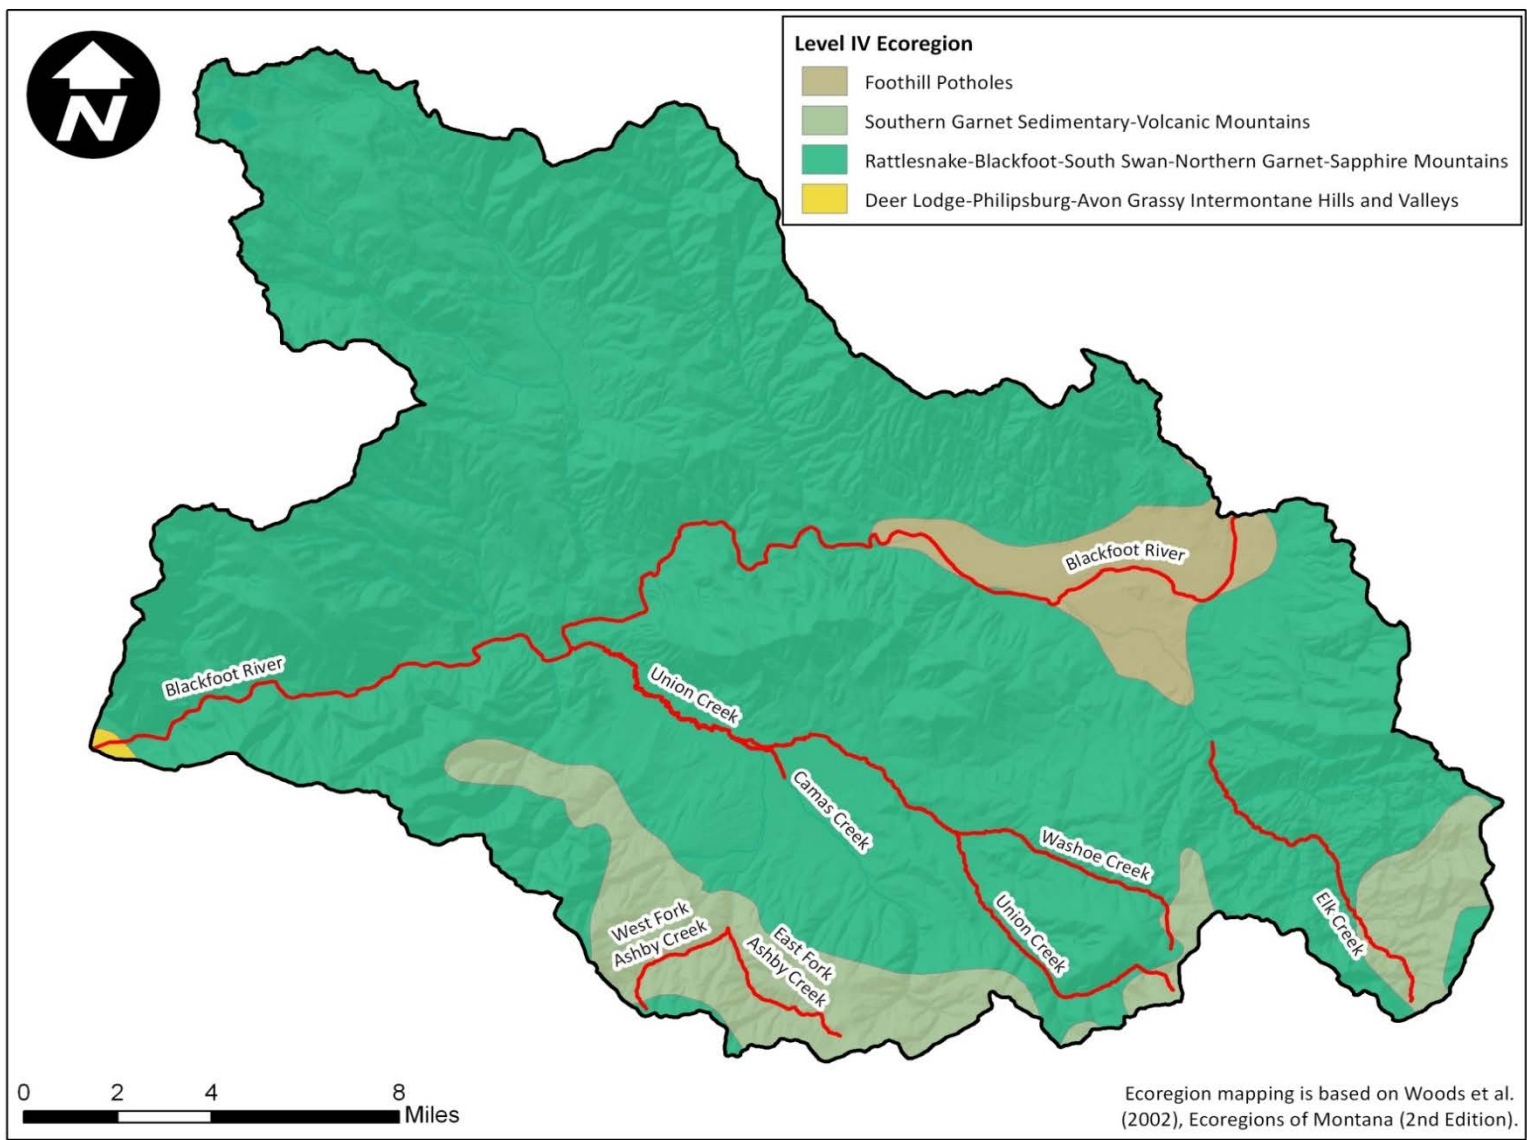 N
Level IV Ecoregion
Foothill Potholes
Southern Garnet Sedimentary-Volcanic Mountains
Rattlesnake-Blackfoot-South Swan-Northern Garnet-Sapphire Mountains
Deer Lodge-Philipsburg-Avon Grassy Intermontane Hills and Valleys
Blackfoot River
Blackfoot River
Union Creek
Camas Creek
Washoe Creek
Elk Creek
Union Creek
West Fork
Ashby Creek
East Fork
Ashby Creek
0 2 4 8
Miles
Ecoregion mapping is based on Woods et al.
(2002), Ecoregions of Montana (2nd Edition).